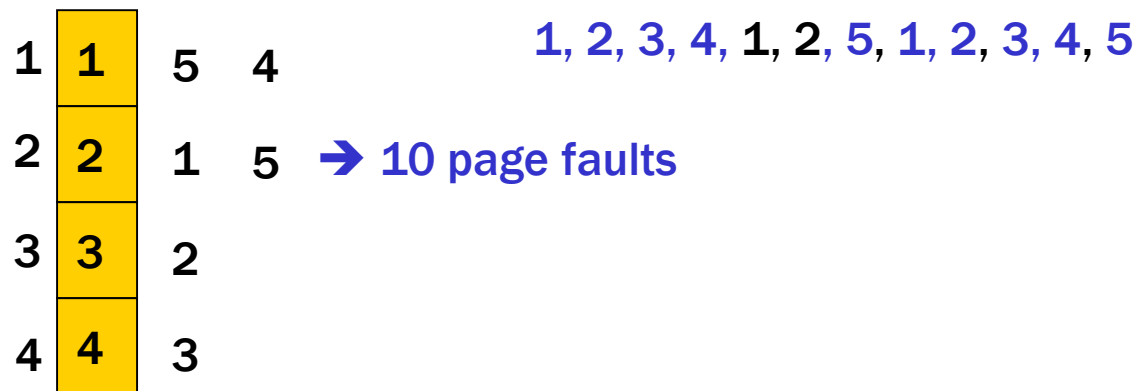 1, 2, 3, 4, 1, 2, 5, 1, 2, 3, 4, 5
1 1 5 4
2 2 1 5 ➔ 10 page faults
3 3 2
4 4 3